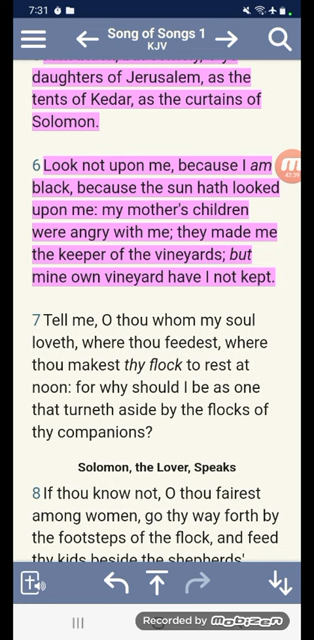 7:31
Song of Songs 1
KJV
daughters of Jerusalem, as the
tents of Kedar, as the curtains of
Solomon.
6 Look not upon me, because I am
black, because the sun hath looked
upon me: my mother's children
were angry with me; they made me
the keeper of the vineyards; but
mine own vineyard have I not kept.
7 Tell me, O thou whom my soul
loveth, where thou feedest, where
thou makest thy flock to rest at
noon: for why should I be as one
that turneth aside by the flocks of
thy companions?
Solomon, the Lover, Speaks
8 If thou know not, O thou fairest
among women, go thy way forth by
the footsteps of the flock, and feed
thy kids beside the shepherds'
Recorded by mobizen